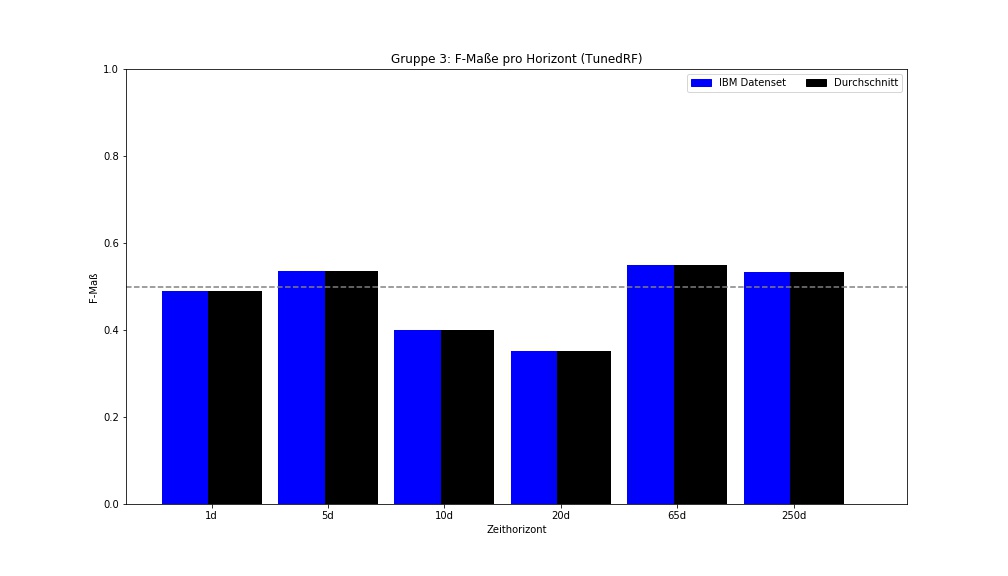 Gruppe 3: F-Maße pro Horizont (TunedRF)
IBM Datenset Durchschnitt
1.0
0.8
0.6
0.4
0.2
0.0
F-Maß
1d 5d 10d 20d 65d 250d
Zeithorizont